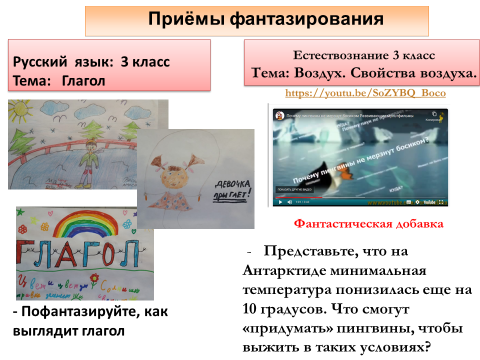 Приёмы фантазирования
Русский язык: 3 класс
Тема: Глагол
ДЕВОЧКА
прыгает!
ГЛАГОЛ
- Пофантазируйте, как
выглядит глагол
Естествознание 3 класс
Тема: Воздух. Свойства воздуха.
https://youtu.be/SoZYBQ_Boco
Почему пингвины не мерзнут босиком?
YouTube
Фантастическая добавка
- Представьте, что на
Антарктиде минимальная
температура понизилась еще на
10 градусов. Что смогут
«придумать» пингвины, чтобы
выжить в таких условиях?